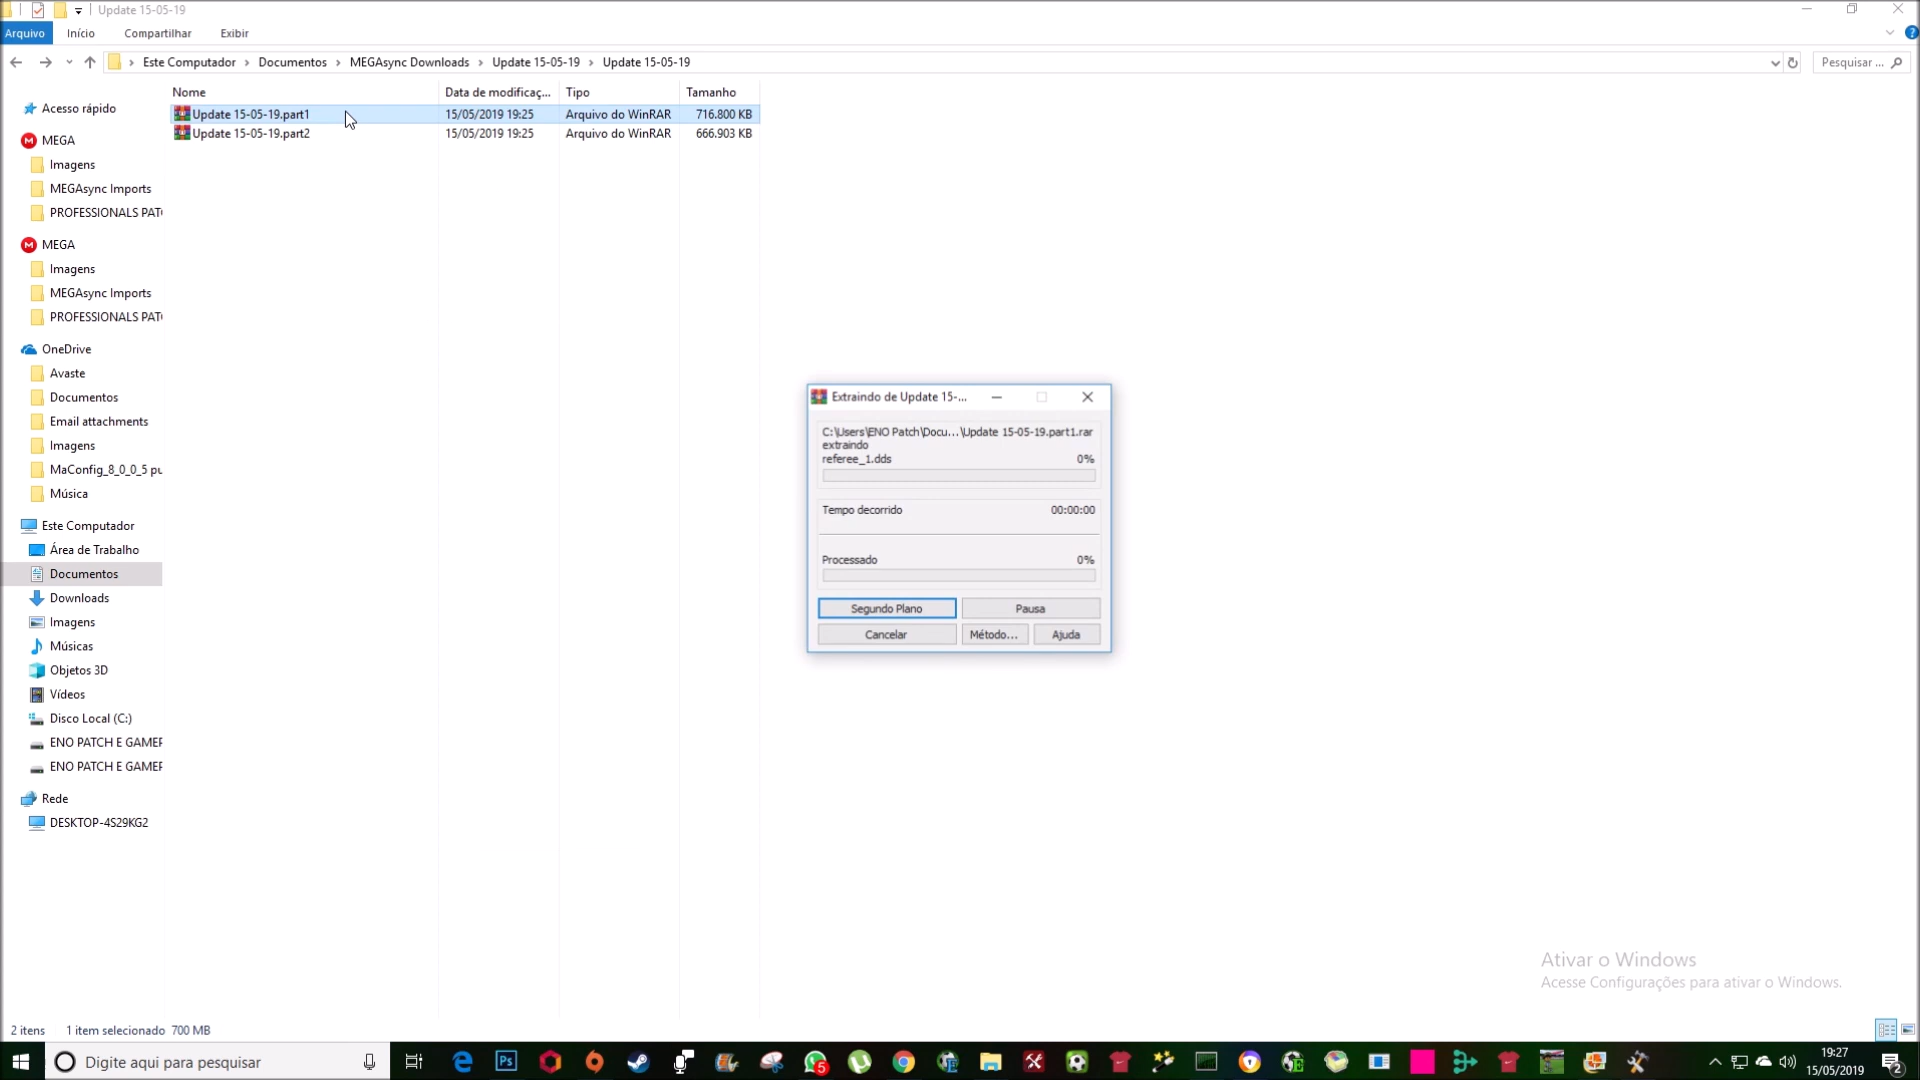 Update 15-05-19
Arquivo Início Compartilhar Exibir
Este Computador Documentos MEGAsync Downloads Update 15-05-19 Update 15-05-19
Pesquisar ...
Nome Data de modificaç... Tipo Tamanho
Update 15-05-19.part1 15/05/2019 19:25 Arquivo do WinRAR 716.800 KB
Update 15-05-19.part2 15/05/2019 19:25 Arquivo do WinRAR 666.903 KB
Acesso rápido
MEGA
Imagens
MEGAsync Imports
PROFESSIONALS PAT
MEGA
Imagens
MEGAsync Imports
PROFESSIONALS PAT
OneDrive
Avaste
Documentos
Email attachments
Imagens
MaConfig_8_0_0_5 pu
Música
Este Computador
Área de Trabalho
Documentos
Downloads
Imagens
Músicas
Objetos 3D
Vídeos
Disco Local (C:)
ENO PATCH E GAMER
ENO PATCH E GAMER
Rede
DESKTOP-4S29KG2
Extraindo de Update 15-...
C:\Users\ENO Patch\Docu...\Update 15-05-19.part1.rar
extraindo
referee_1.dds 0%
Tempo decorrido 00:00:00
Processado 0%
Segundo Plano Pausa
Cancelar Método... Ajuda
Ativar o Windows
Acesse Configurações para ativar o Windows.
2 itens 1 item selecionado 700 MB
Digite aqui para pesquisar
Ps
5
19:27
15/05/2019
2